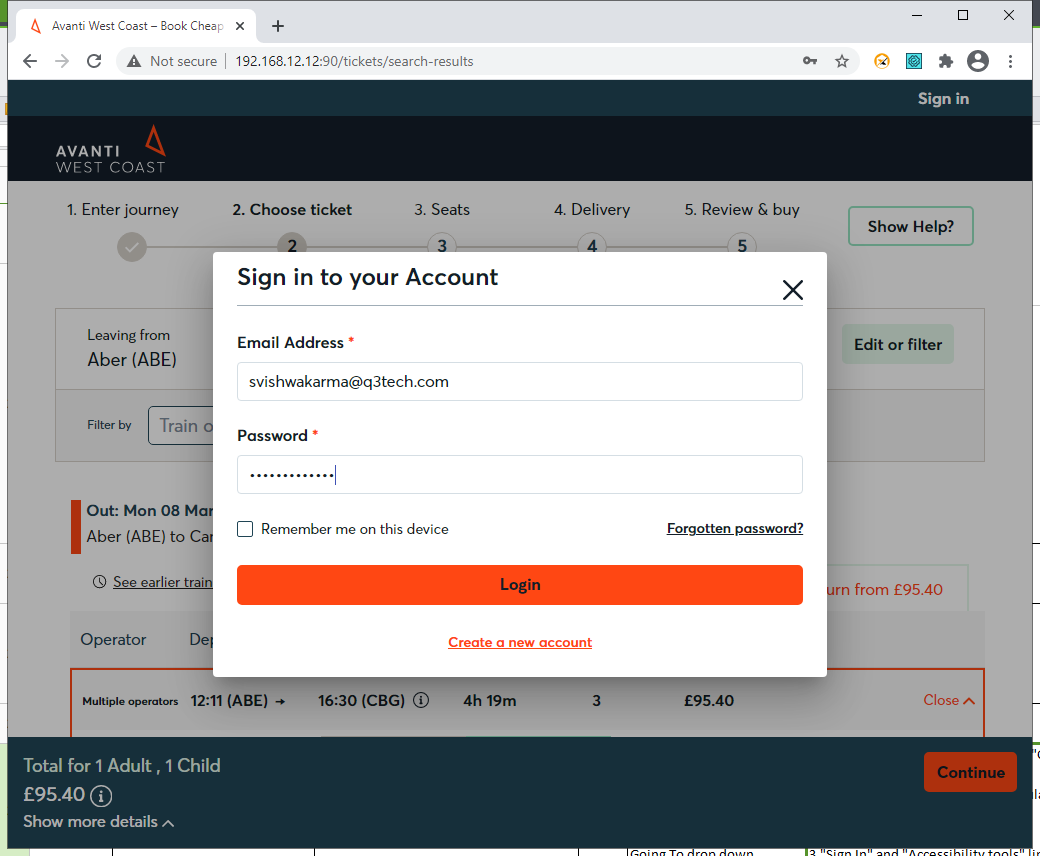 Avanti West Coast – Book Cheap
Not secure
192.168.12.12:90/tickets/search-results
Sign in
AVANTI
WEST COAST
1. Enter journey
2. Choose ticket
3. Seats
4. Delivery
5. Review & buy
Show Help?
2
3
4
5
Sign in to your Account
Leaving from
Aber (ABE)
Edit or filter
Email Address *
svishwakarma@q3tech.com
Filter by
Train o
Password *
•••••••••••••
Out: Mon 08 Mar
Aber (ABE) to Car
Remember me on this device
Forgotten password?
See earlier train
Login
urn from £95.40
Create a new account
Operator
Dep
Multiple operators
12:11 (ABE) → 16:30 (CBG)
4h 19m
3
£95.40
Close
Total for 1 Adult , 1 Child
£95.40
Show more details
Continue
Going To drop down
3 "Sign In" and "Accessibility tools" lin